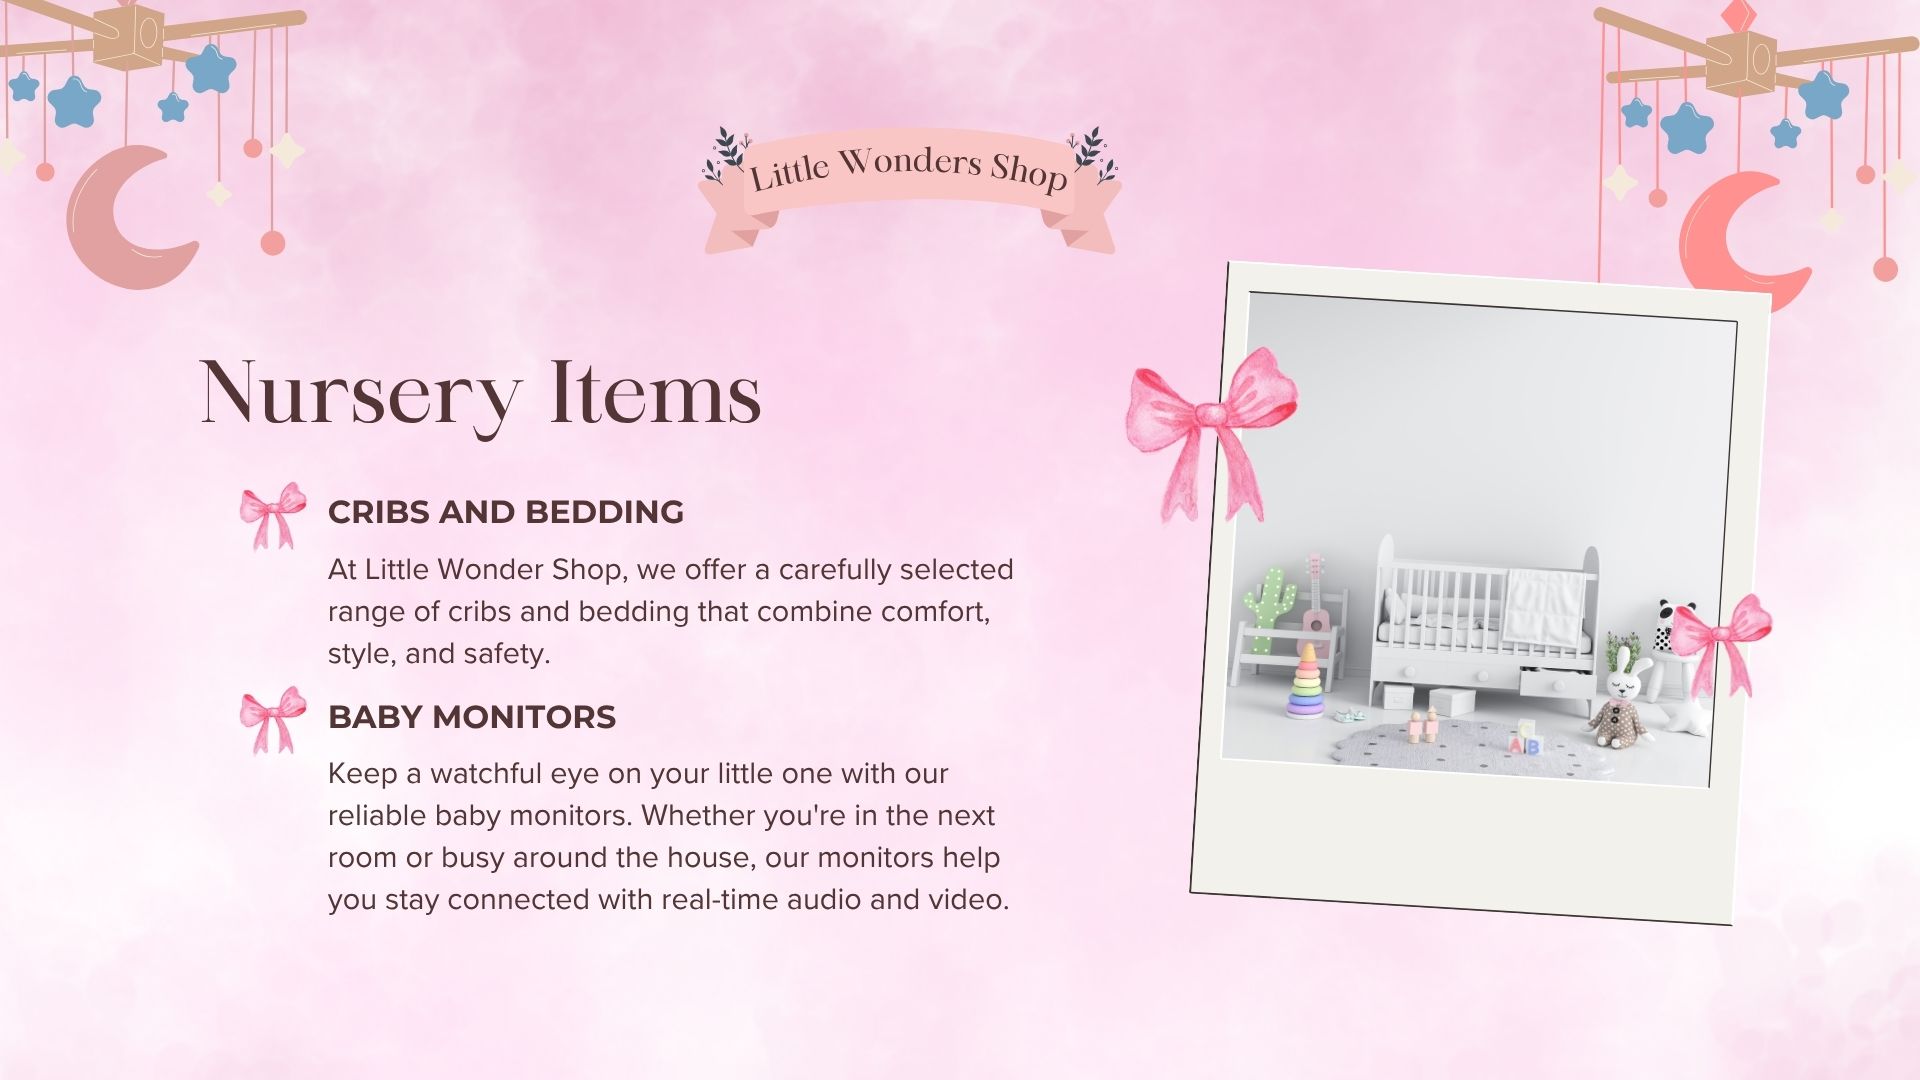 Little Wonders Shop
Nursery Items
CRIBS AND BEDDING
At Little Wonder Shop, we offer a carefully selected
range of cribs and bedding that combine comfort,
style, and safety.
BABY MONITORS
Keep a watchful eye on your little one with our
reliable baby monitors. Whether you're in the next
room or busy around the house, our monitors help
you stay connected with real-time audio and video.
C
A B